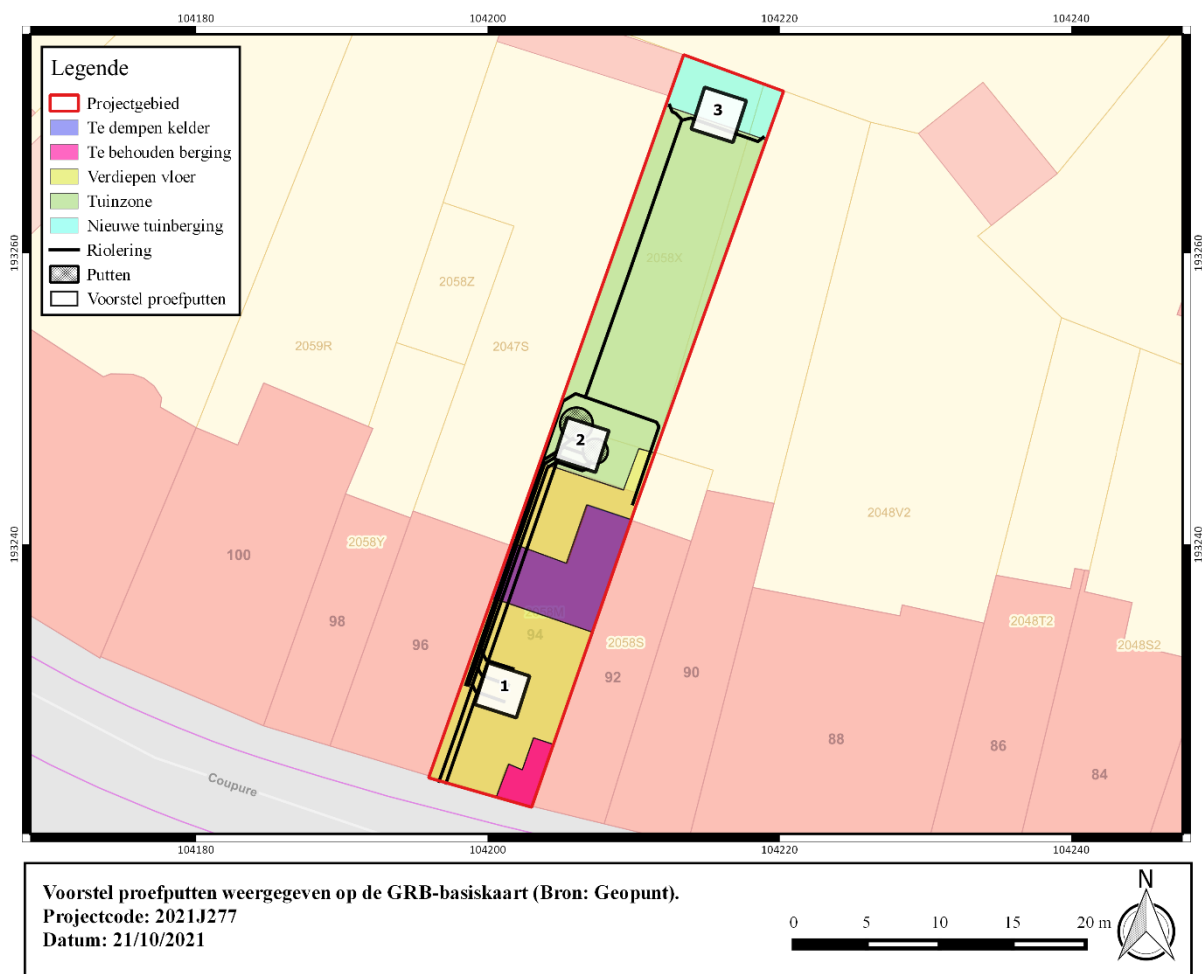 104180
104200
104220
104240
Legende
Projectgebied
Te dempen kelder
Te behouden berging
Verdiepen vloer
Tuinzone
Nieuwe tuinberging
Riolering
Putten
Voorstel proefputten
3
193260
193260
2058X
2058Z
2059R
2047S
2
2048V2
193240
193240
100
2058Y
98
96
94
2058S
92
90
88
2048T2
86
2048S2
84
1
Coupure
104180
104200
104220
104240
Voorstel proefputten weergegeven op de GRB-basiskaart (Bron: Geopunt).
Projectcode: 2021J277
Datum: 21/10/2021
0 5 10 15 20 m
N